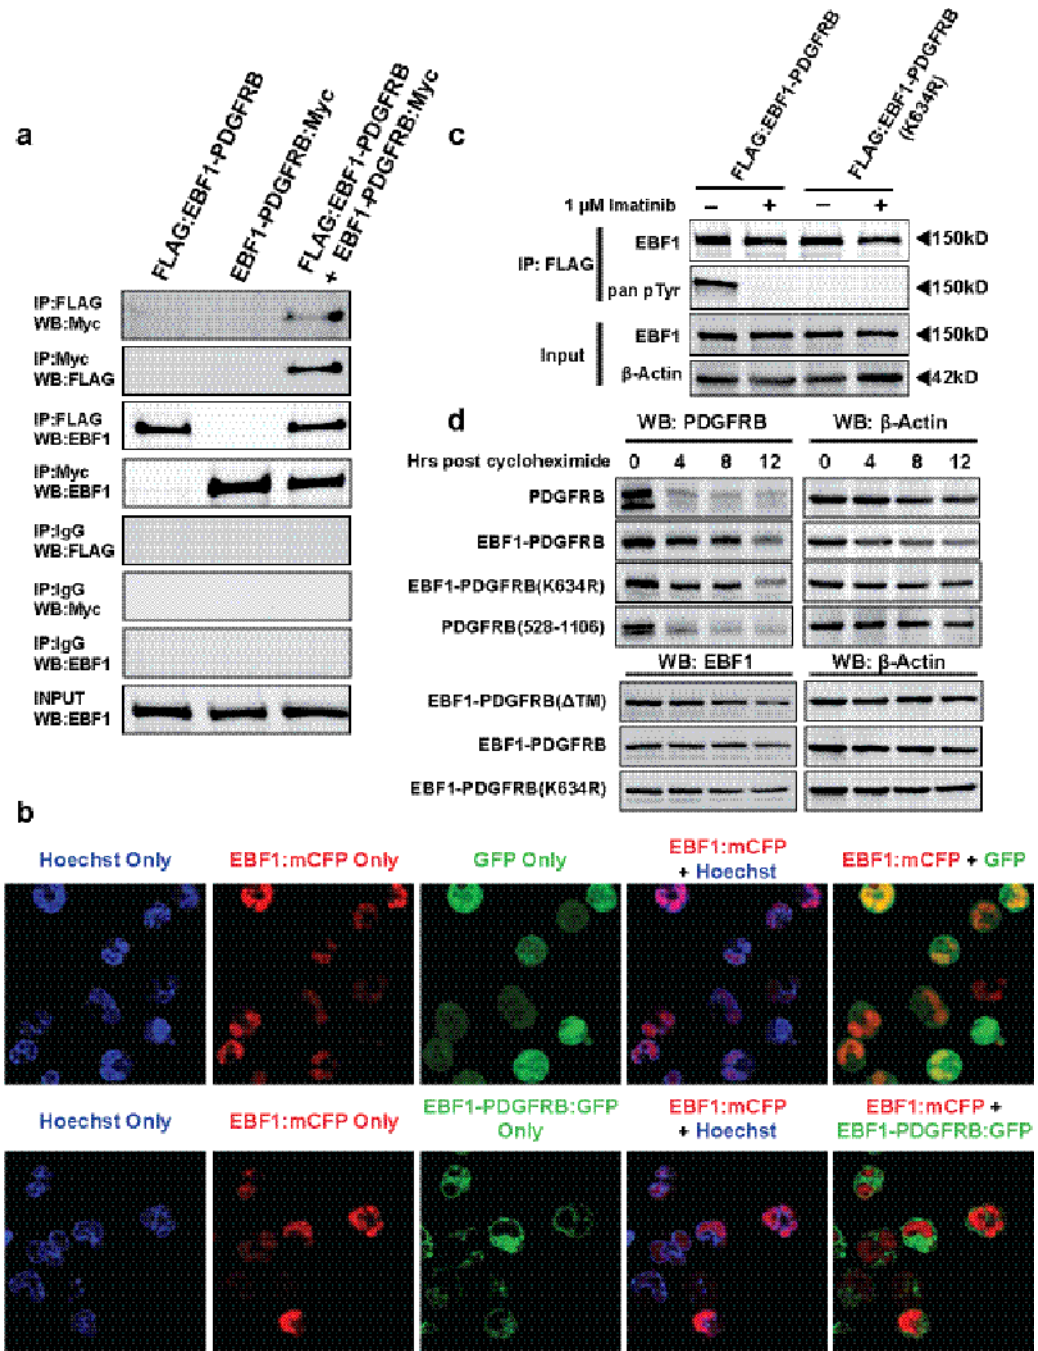 a
FLAG:EBF1-PDGFRB
EBF1-PDGFRB:Myc
FLAG:EBF1-PDGFRB
+ EBF1-PDGFRB:Myc
IP:FLAG
WB:Myc
IP:Myc
WB:FLAG
IP:FLAG
WB:EBF1
IP:Myc
WB:EBF1
IP:IgG
WB:FLAG
IP:IgG
WB:Myc
IP:IgG
WB:EBF1
INPUT
WB:EBF1
c
FLAG:EBF1-PDGFRB
FLAG:EBF1-PDGFRB
(K634R)
1 µM Imatinib − + − +
IP: FLAG
EBF1 150kD
pan pTyr 150kD
Input
EBF1 150kD
β-Actin 42kD
d
WB: PDGFRB WB: β-Actin
Hrs post cycloheximide 0 4 8 12 0 4 8 12
PDGFRB
EBF1-PDGFRB
EBF1-PDGFRB(K634R)
PDGFRB(528-1106)
WB: EBF1 WB: β-Actin
EBF1-PDGFRB(ΔTM)
EBF1-PDGFRB
EBF1-PDGFRB(K634R)
b
Hoechst Only
EBF1:mCFP Only
GFP Only
EBF1:mCFP
+ Hoechst
EBF1:mCFP + GFP
Hoechst Only
EBF1:mCFP Only
EBF1-PDGFRB:GFP
Only
EBF1:mCFP
+ Hoechst
EBF1:mCFP +
EBF1-PDGFRB:GFP